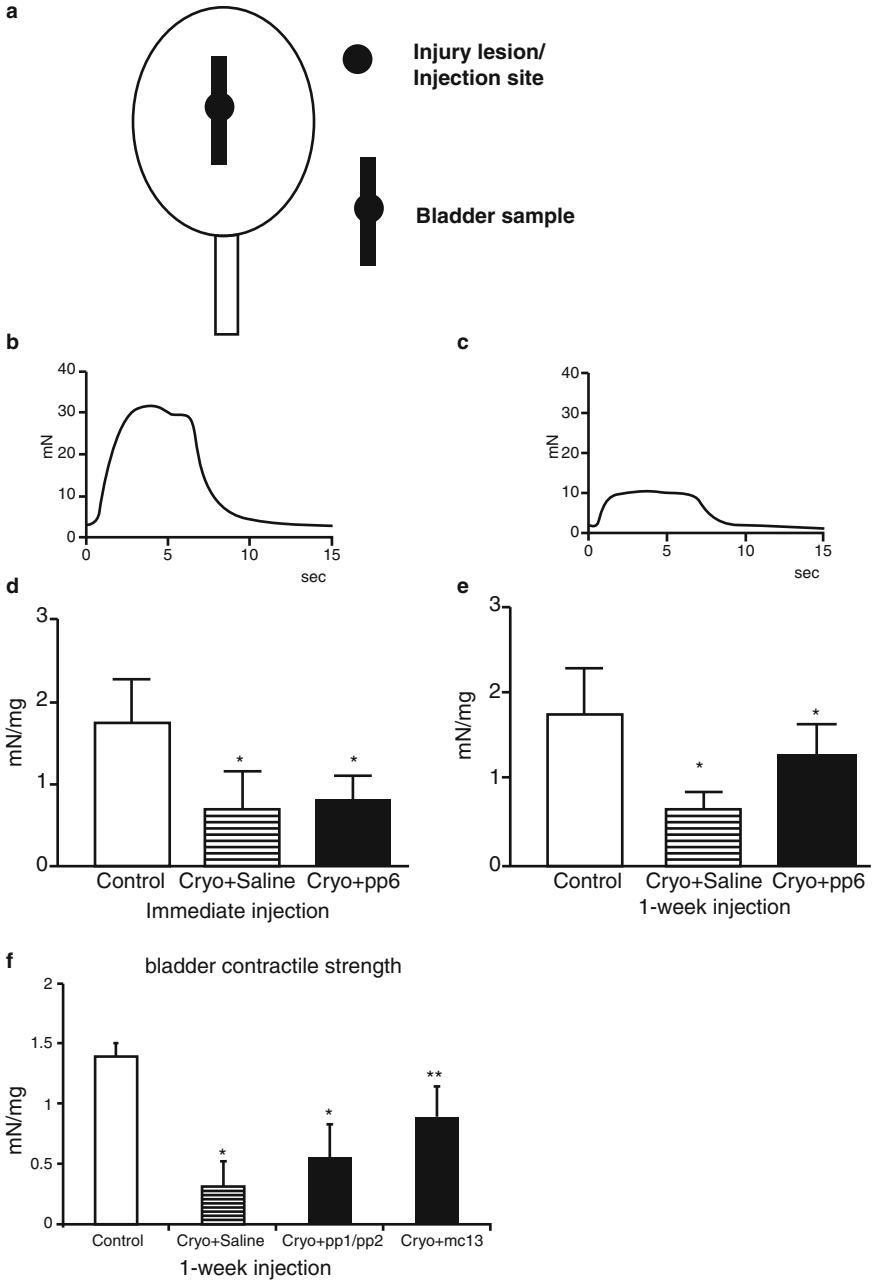 a
Injury lesion/
Injection site
Bladder sample
b
40
30
20
10
0
mN
0 5 10 15
sec
c
40
30
20
10
0
mN
0 5 10 15
sec
d
3
2
1
0
mN/mg
* *
Control Cryo+Saline Cryo+pp6
Immediate injection
e
3
2
1
0
mN/mg
* *
Control Cryo+Saline Cryo+pp6
1-week injection
f
bladder contractile strength
2
1.5
1
0.5
0
mN/mg
* * **
Control Cryo+Saline Cryo+pp1/pp2 Cryo+mc13
1-week injection